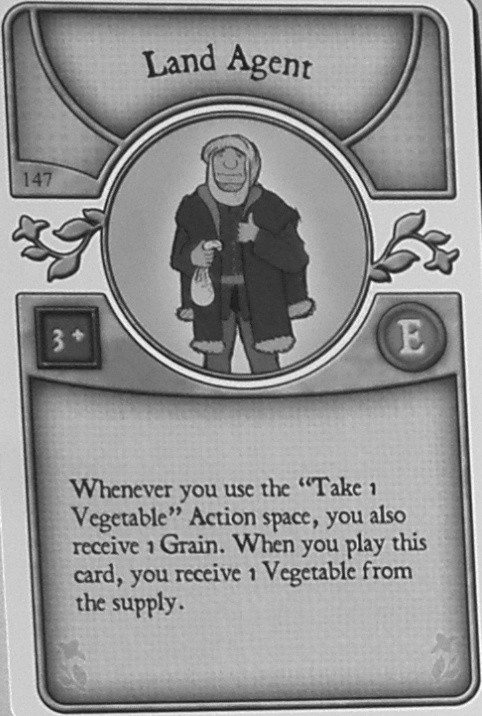 Land Agent
147
3+
E
Whenever you use the “Take 1
Vegetable” Action space, you also
receive 1 Grain. When you play this
card, you receive 1 Vegetable from
the supply.